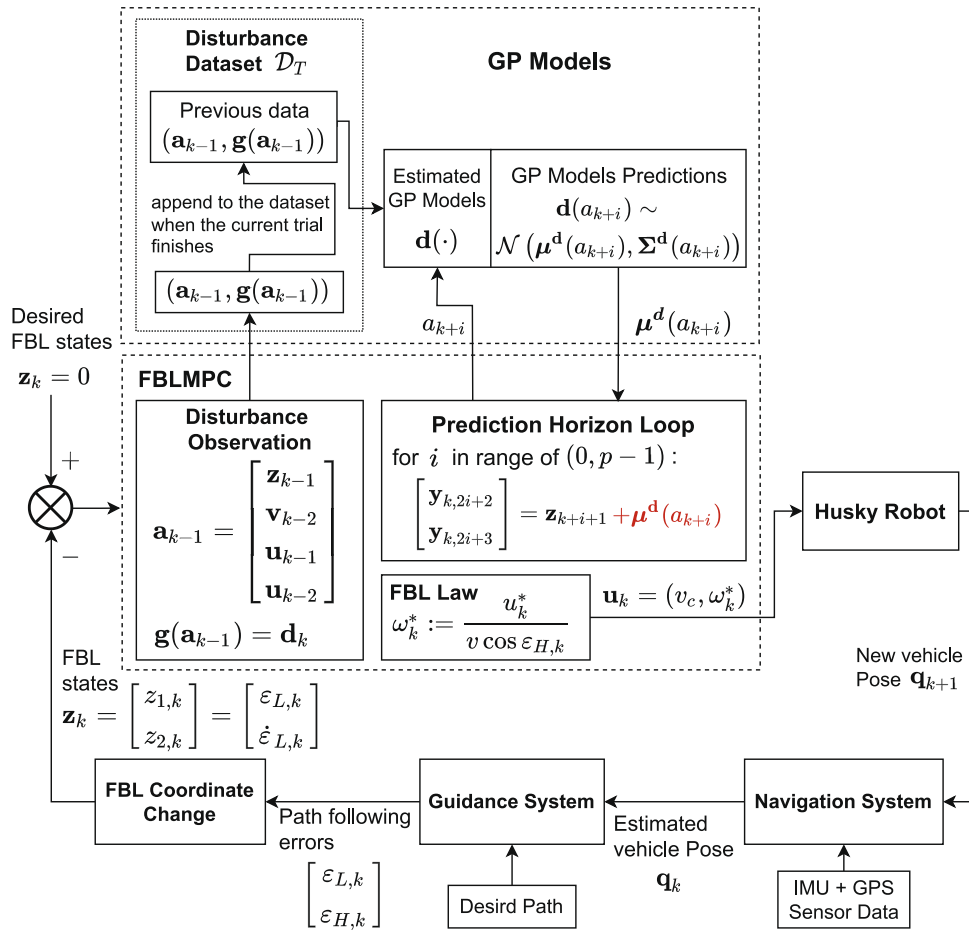 Disturbance
Dataset 𝒟_T
GP Models
Previous data
(a_{k−1}, g(a_{k−1}))
append to the dataset
when the current trial
finishes
(a_{k−1}, g(a_{k−1}))
Estimated
GP Models
d(·)
GP Models Predictions
d(a_{k+i}) ∼
𝒩(μ^d(a_{k+i}), Σ^d(a_{k+i}))
a_{k+i}
μ^d(a_{k+i})
Desired
FBL states
z_k = 0
+
−
FBLMPC
Disturbance
Observation
a_{k−1} = [z_{k−1}
v_{k−2}
u_{k−1}
u_{k−2}]
g(a_{k−1}) = d_k
Prediction Horizon Loop
for i in range of (0, p − 1) :
[y_{k,2i+2}
y_{k,2i+3}] = z_{k+i+1} + μ^d(a_{k+i})
FBL Law
ω*_k := u*_k / (v cos ε_{H,k})
u_k = (v_c, ω*_k)
Husky Robot
New vehicle
Pose q_{k+1}
FBL
states
z_k = [z_{1,k}
z_{2,k}] = [ε_{L,k}
ε̇_{L,k}]
FBL Coordinate
Change
Path following
errors
[ε_{L,k}
ε_{H,k}]
Guidance System
Desird Path
Estimated
vehicle Pose
q_k
Navigation System
IMU + GPS
Sensor Data